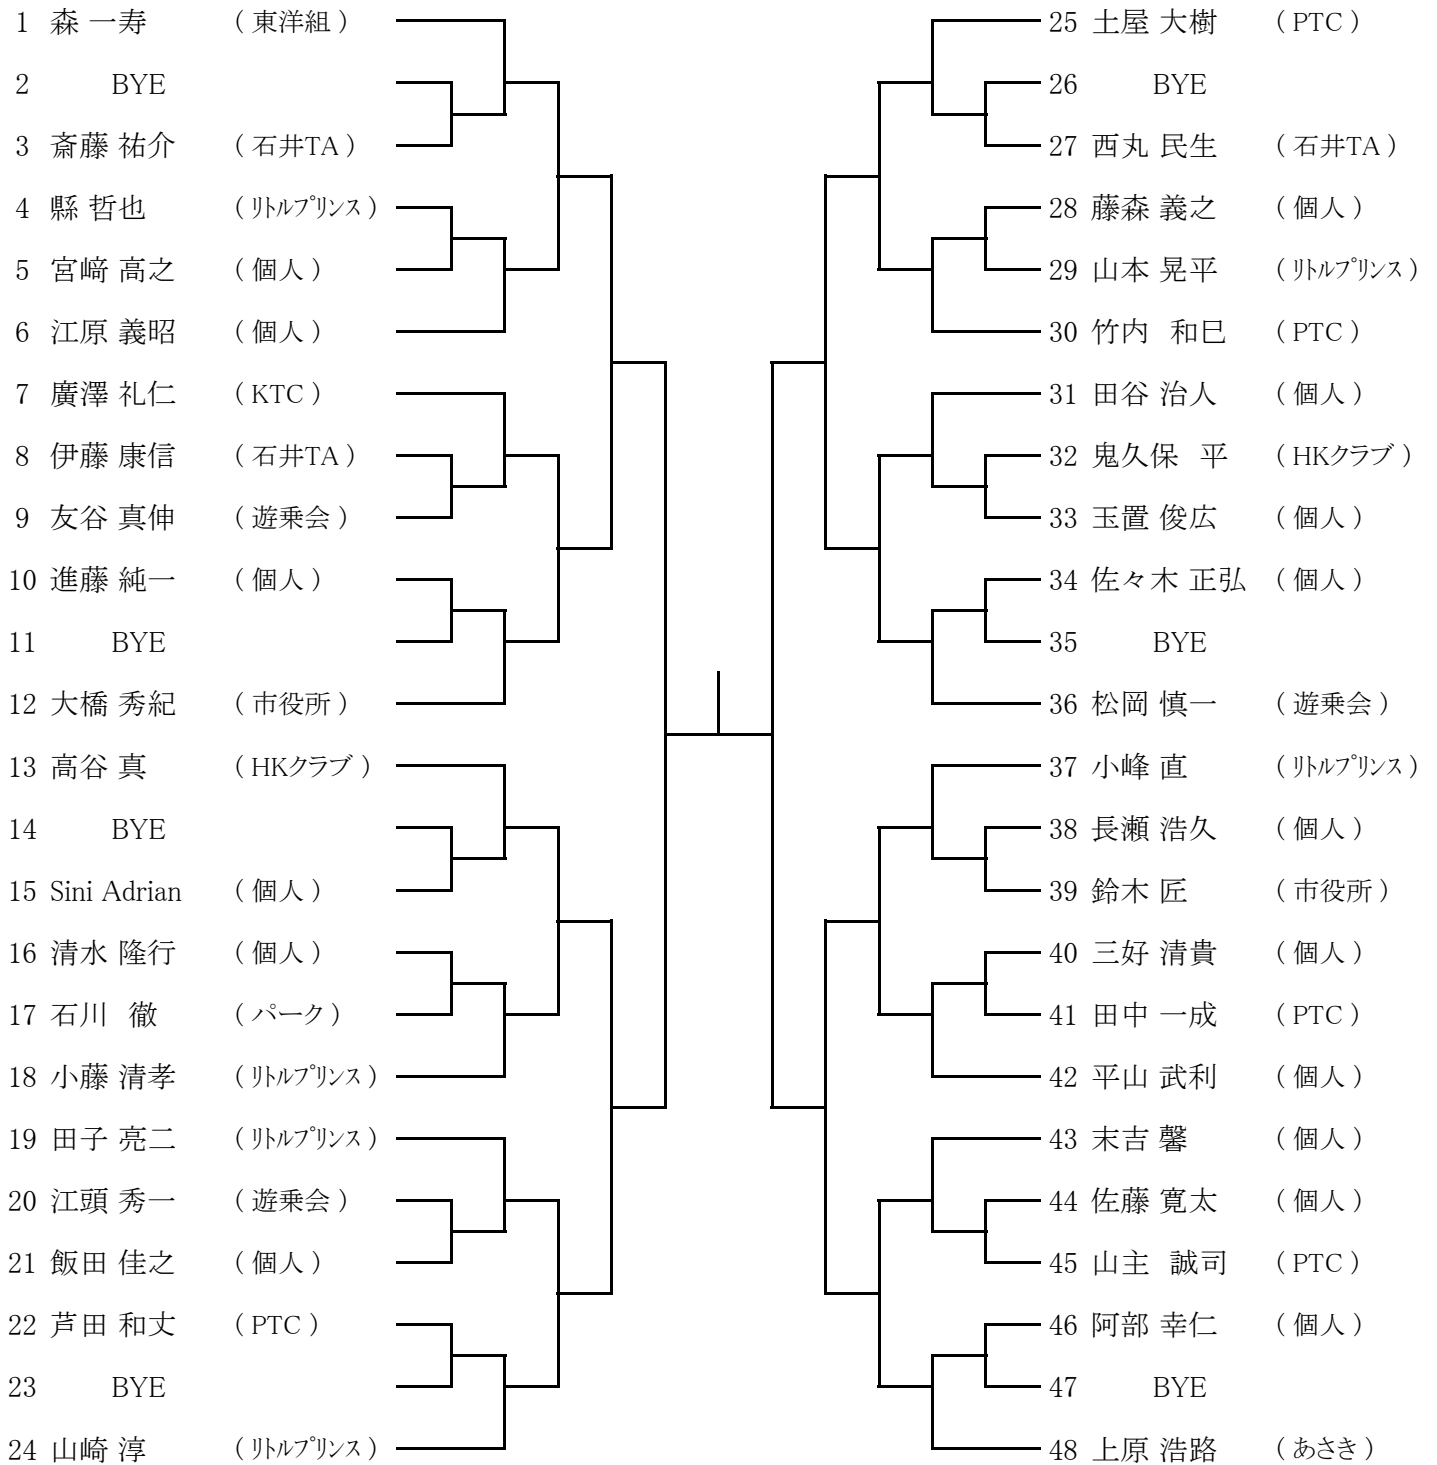 1 森 一寿 ( 東洋組 )
2 BYE
3 斎藤 祐介 ( 石井TA )
4 縣 哲也 ( ﾘﾄﾙﾌﾟﾘﾝｽ )
5 宮﨑 高之 ( 個人 )
6 江原 義昭 ( 個人 )
7 廣澤 礼仁 ( KTC )
8 伊藤 康信 ( 石井TA )
9 友谷 真伸 ( 遊乗会 )
10 進藤 純一 ( 個人 )
11 BYE
12 大橋 秀紀 ( 市役所 )
13 高谷 真 ( HKクラブ )
14 BYE
15 Sini Adrian ( 個人 )
16 清水 隆行 ( 個人 )
17 石川 徹 ( パーク )
18 小藤 清孝 ( ﾘﾄﾙﾌﾟﾘﾝｽ )
19 田子 亮二 ( ﾘﾄﾙﾌﾟﾘﾝｽ )
20 江頭 秀一 ( 遊乗会 )
21 飯田 佳之 ( 個人 )
22 芦田 和丈 ( PTC )
23 BYE
24 山崎 淳 ( ﾘﾄﾙﾌﾟﾘﾝｽ )
25 土屋 大樹 ( PTC )
26 BYE
27 西丸 民生 ( 石井TA )
28 藤森 義之 ( 個人 )
29 山本 晃平 ( ﾘﾄﾙﾌﾟﾘﾝｽ )
30 竹内 和巳 ( PTC )
31 田谷 治人 ( 個人 )
32 鬼久保 平 ( HKクラブ )
33 玉置 俊広 ( 個人 )
34 佐々木 正弘 ( 個人 )
35 BYE
36 松岡 慎一 ( 遊乗会 )
37 小峰 直 ( ﾘﾄﾙﾌﾟﾘﾝｽ )
38 長瀬 浩久 ( 個人 )
39 鈴木 匠 ( 市役所 )
40 三好 清貴 ( 個人 )
41 田中 一成 ( PTC )
42 平山 武利 ( 個人 )
43 末吉 馨 ( 個人 )
44 佐藤 寛太 ( 個人 )
45 山主 誠司 ( PTC )
46 阿部 幸仁 ( 個人 )
47 BYE
48 上原 浩路 ( あさき )